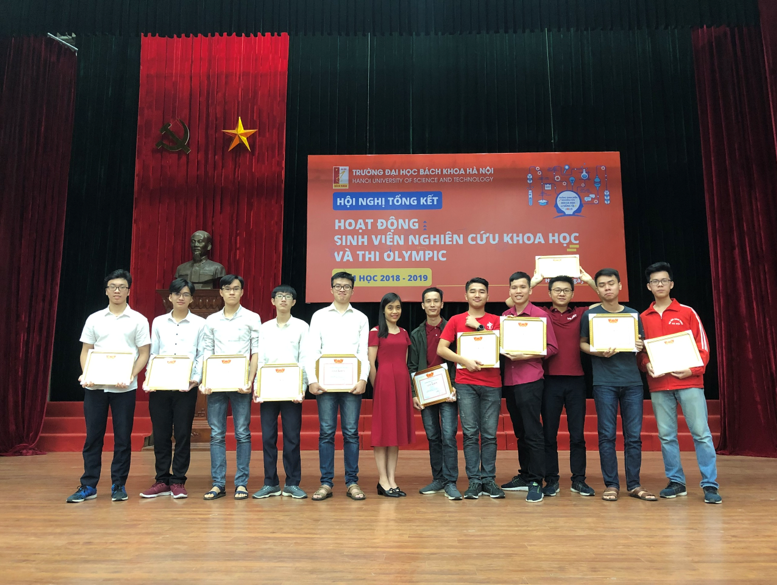 TRƯỜNG ĐẠI HỌC BÁCH KHOA HÀ NỘI
HANOI UNIVERSITY OF SCIENCE AND TECHNOLOGY
HỘI NGHỊ TỔNG KẾT
HOẠT ĐỘNG
SINH VIÊN NGHIÊN CỨU KHOA HỌC
VÀ THI OLYMPIC
HỌC 2018 - 2019